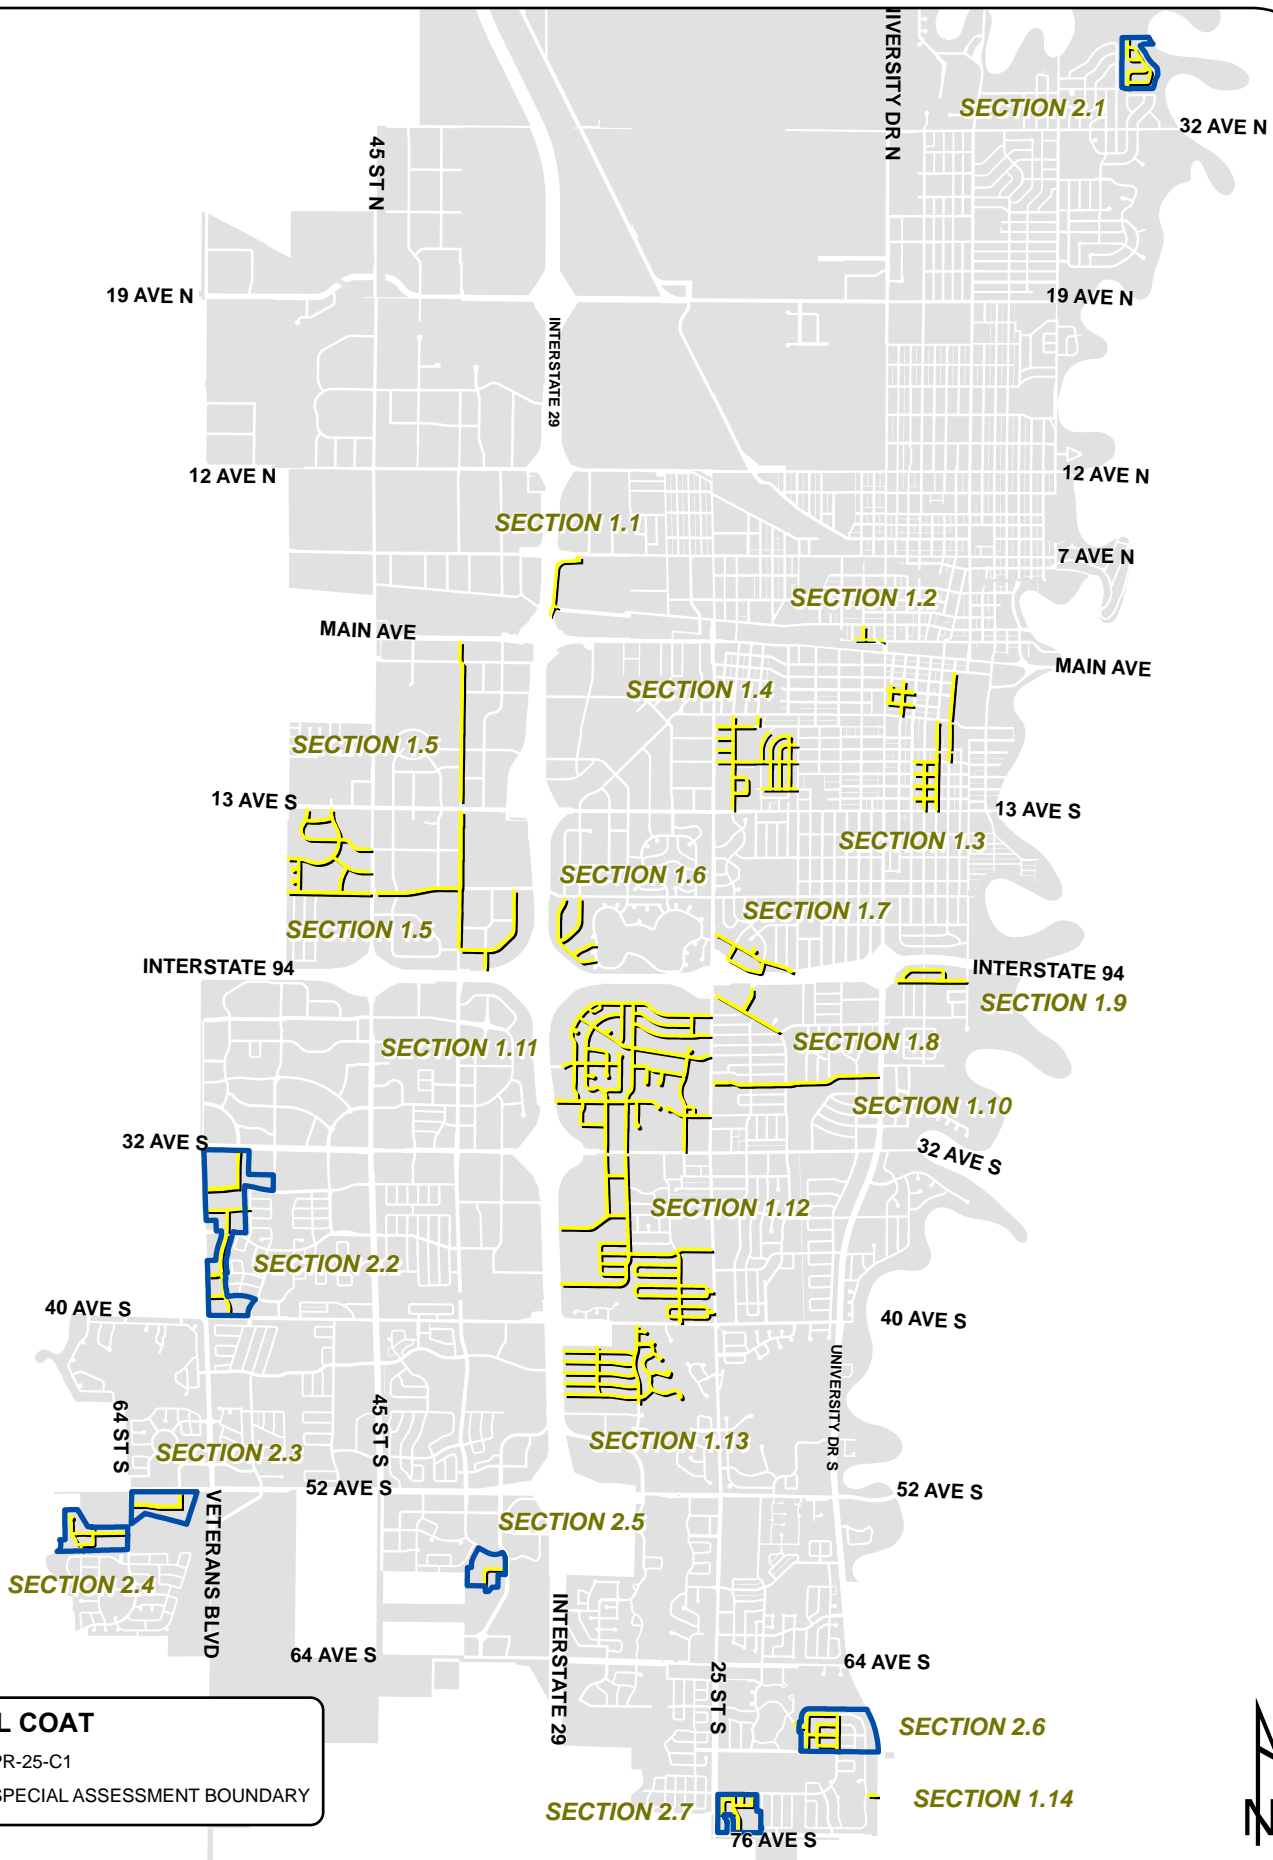 UNIVERSITY DR N
SECTION 2.1
32 AVE N
45 ST N
19 AVE N
19 AVE N
INTERSTATE 29
12 AVE N
12 AVE N
SECTION 1.1
7 AVE N
SECTION 1.2
MAIN AVE
MAIN AVE
SECTION 1.4
SECTION 1.5
13 AVE S
13 AVE S
SECTION 1.3
SECTION 1.6
SECTION 1.7
SECTION 1.5
INTERSTATE 94
INTERSTATE 94
SECTION 1.9
SECTION 1.8
SECTION 1.11
SECTION 1.10
32 AVE S
32 AVE S
SECTION 1.12
SECTION 2.2
40 AVE S
40 AVE S
UNIVERSITY DR S
64 ST S
45 ST S
SECTION 1.13
SECTION 2.3
52 AVE S
52 AVE S
VETERANS BLVD
SECTION 2.5
SECTION 2.4
INTERSTATE 29
64 AVE S
64 AVE S
25 ST S
L COAT
PR-25-C1
SPECIAL ASSESSMENT BOUNDARY
SECTION 2.6
SECTION 1.14
SECTION 2.7
76 AVE S
N